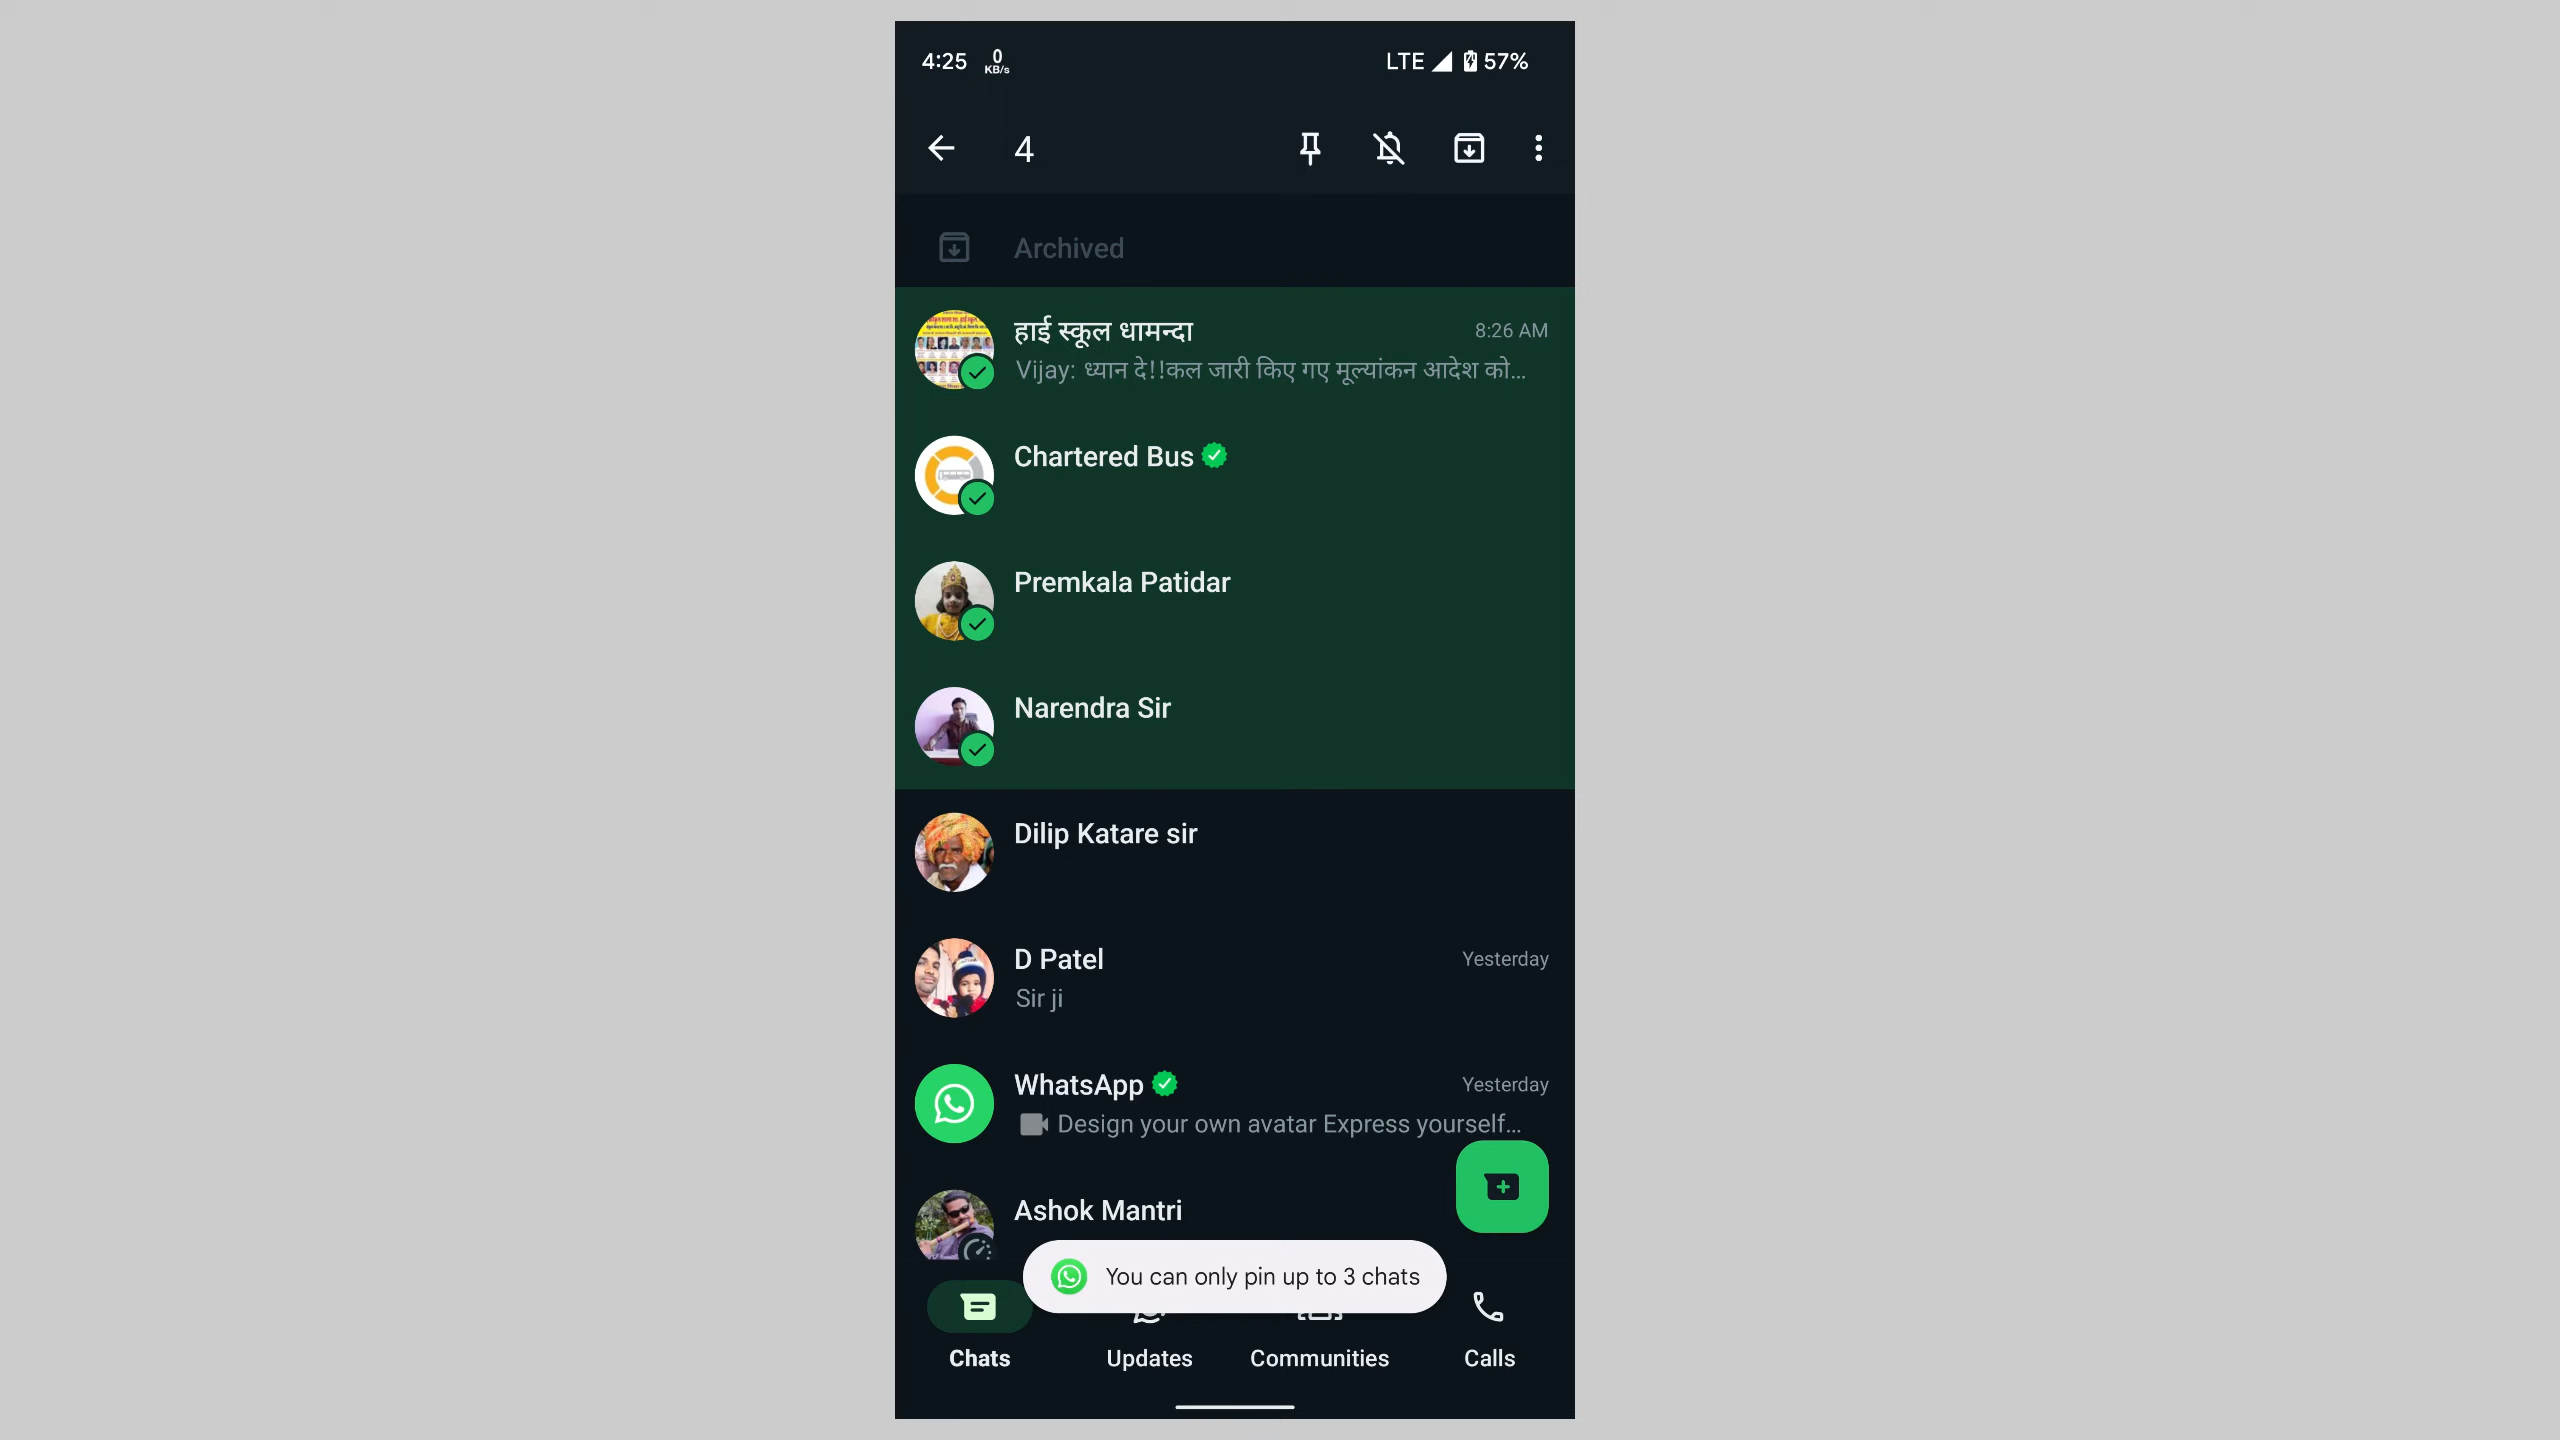 4:25 0 KB/s LTE 57%
4
Archived
हाई स्कूल धामन्दा 8:26 AM
Vijay: ध्यान दे!!कल जारी किए गए मूल्यांकन आदेश को...
Chartered Bus
Premkala Patidar
Narendra Sir
Dilip Katare sir
D Patel Yesterday
Sir ji
WhatsApp Yesterday
Design your own avatar Express yourself...
Ashok Mantri
You can only pin up to 3 chats
Chats Updates Communities Calls